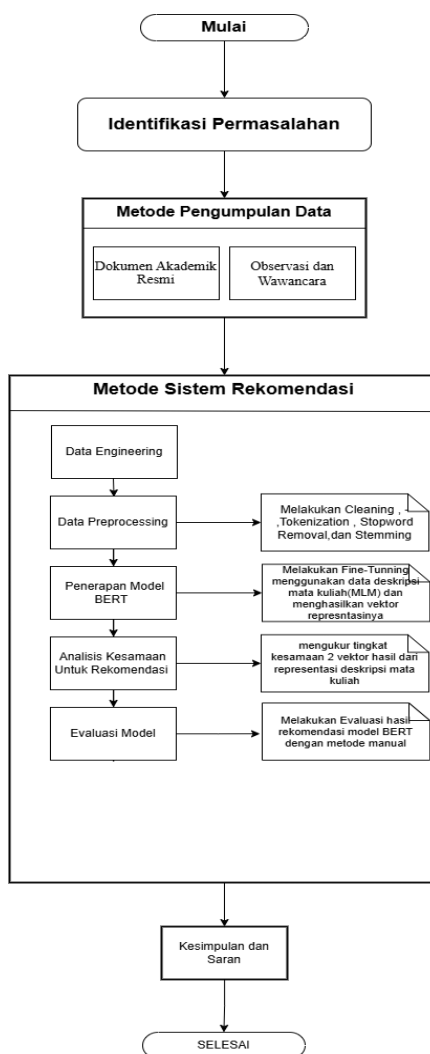 Mulai
Identifikasi Permasalahan
Metode Pengumpulan Data
Dokumen Akademik
Resmi
Observasi dan
Wawancara
Metode Sistem Rekomendasi
Data Engineering
Data Preprocessing
Melakukan Cleaning , -
,Tokenization , Stopword
Removal,dan Stemming
Penerapan Model
BERT
Melakukan Fine-Tunning
menggunakan data deskripsi
mata kuliah(MLM) dan
menghasilkan vektor
represntasinya
Analisis Kesamaan
Untuk Rekomendasi
mengukur tingkat
kesamaan 2 vektor hasil dari
representasi deskripsi mata
kuliah
Evaluasi Model
Melakukan Evaluasi hasil
rekomendasi model BERT
dengan metode manual
Kesimpulan dan
Saran
SELESAI